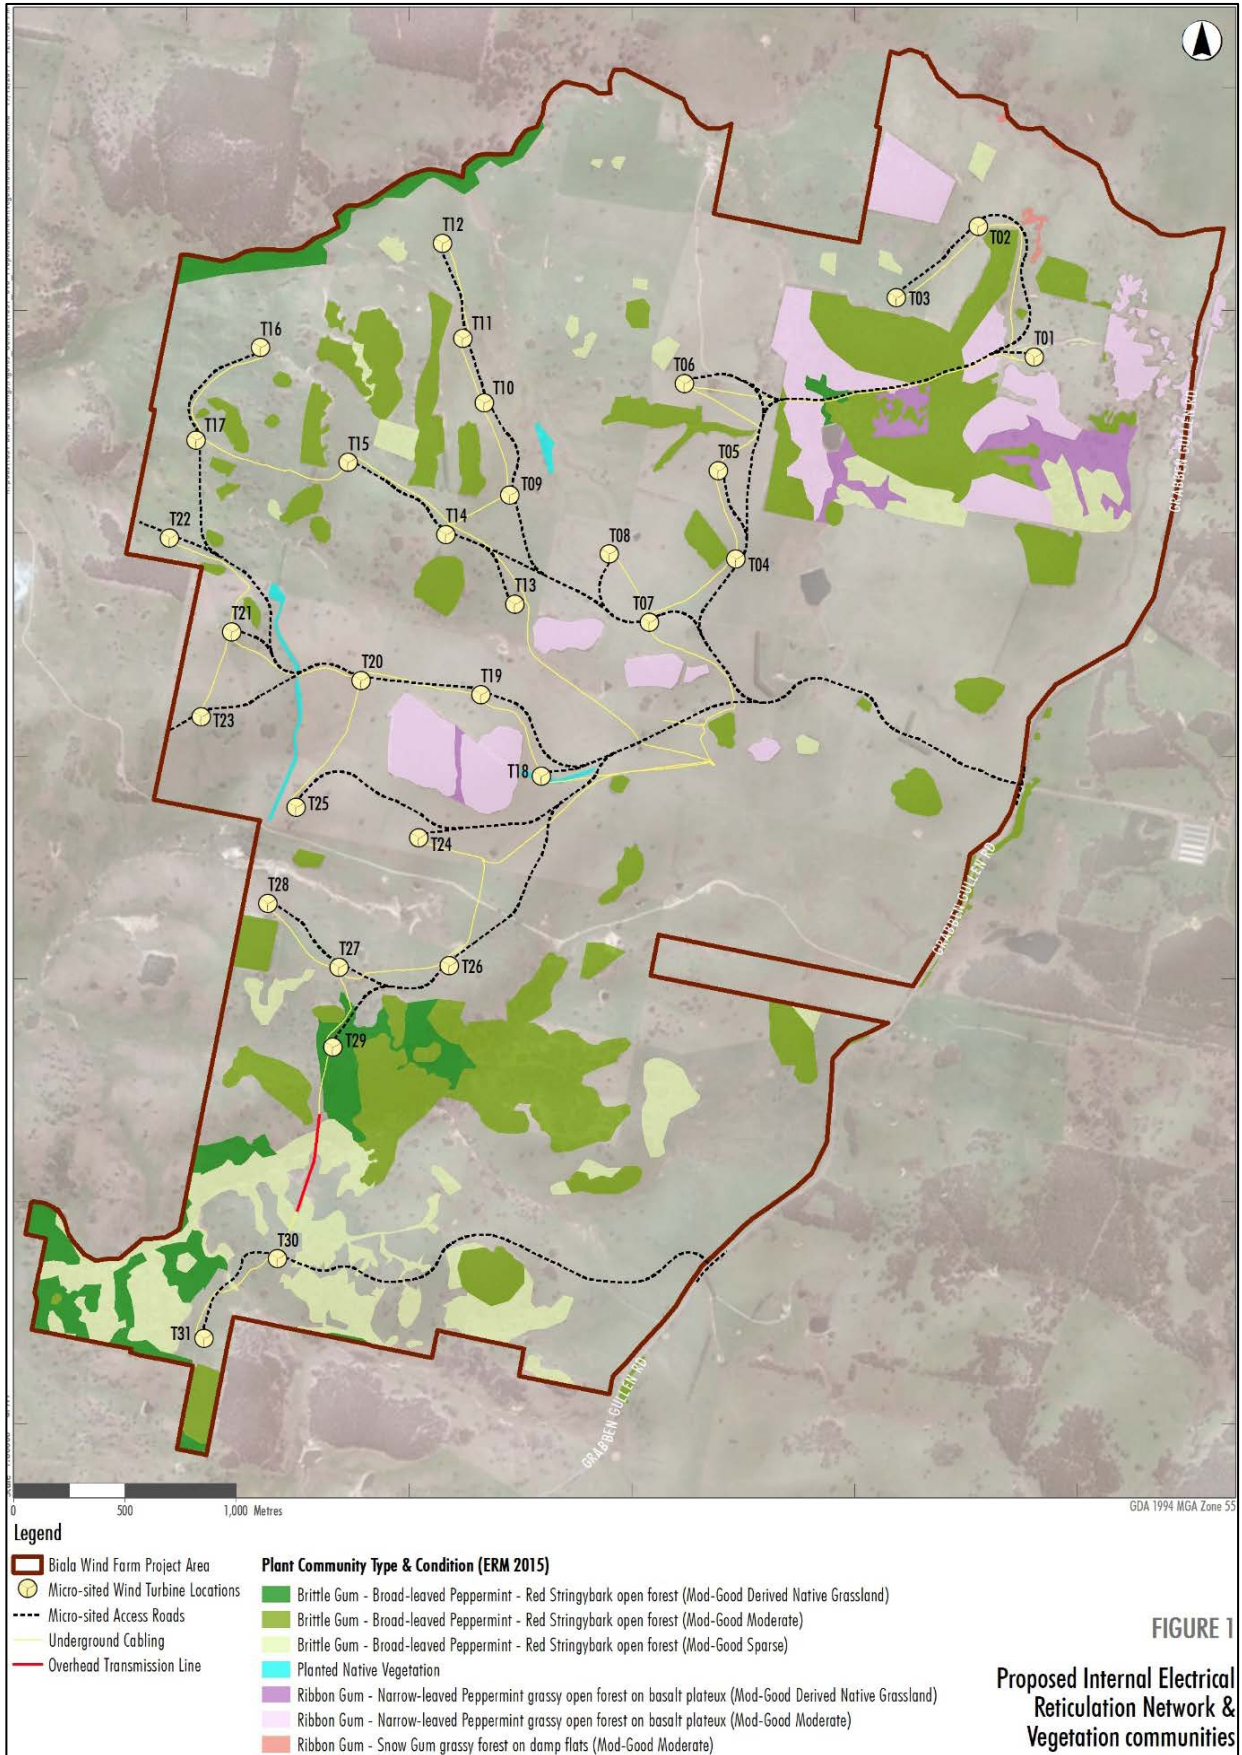 T12
T02
T03
T11
T16
T01
T06
T10
GRABBEN GULLEN RD
T17
T15
T05
T09
T22
T14
T08
T04
T13
T07
T21
T20
T19
T23
T18
T25
T24
GRABBEN GULLEN RD
T28
T27
T26
T29
T30
T31
GRABBEN GULLEN RD
0 500 1,000 Metres
GDA 1994 MGA Zone 55
Legend
Biala Wind Farm Project Area
Micro-sited Wind Turbine Locations
Micro-sited Access Roads
Underground Cabling
Overhead Transmission Line
Plant Community Type & Condition (ERM 2015)
Brittle Gum - Broad-leaved Peppermint - Red Stringybark open forest (Mod-Good Derived Native Grassland)
Brittle Gum - Broad-leaved Peppermint - Red Stringybark open forest (Mod-Good Moderate)
Brittle Gum - Broad-leaved Peppermint - Red Stringybark open forest (Mod-Good Sparse)
Planted Native Vegetation
Ribbon Gum - Narrow-leaved Peppermint grassy open forest on basalt plateux (Mod-Good Derived Native Grassland)
Ribbon Gum - Narrow-leaved Peppermint grassy open forest on basalt plateux (Mod-Good Moderate)
Ribbon Gum - Snow Gum grassy forest on damp flats (Mod-Good Moderate)
FIGURE 1
Proposed Internal Electrical
Reticulation Network &
Vegetation communities